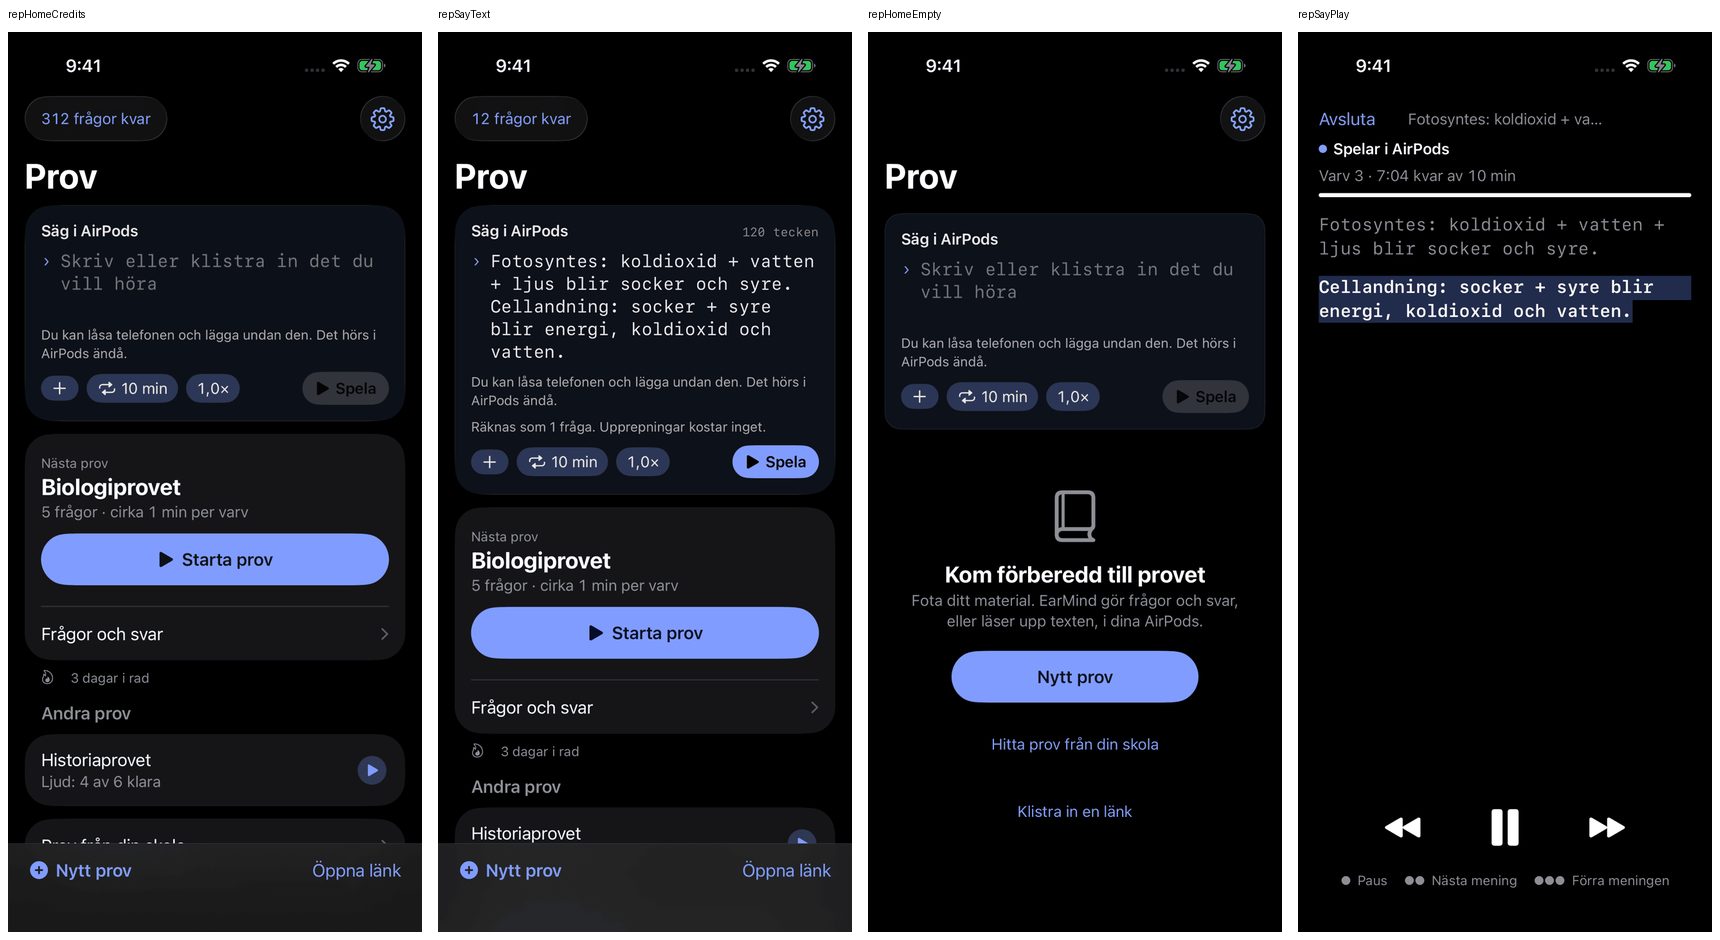 repHomeCredits
9:41
312 frågor kvar
Prov
Säg i AirPods
› Skriv eller klistra in det du
vill höra
Du kan låsa telefonen och lägga undan den. Det hörs i
AirPods ändå.
+ 10 min 1,0× Spela
Nästa prov
Biologiprovet
5 frågor · cirka 1 min per varv
Starta prov
Frågor och svar
3 dagar i rad
Andra prov
Historiaprovet
Ljud: 4 av 6 klara
Prov från din skola
Nytt prov Öppna länk
repSayText
9:41
12 frågor kvar
Prov
Säg i AirPods 120 tecken
› Fotosyntes: koldioxid + vatten
+ ljus blir socker och syre.
Cellandning: socker + syre
blir energi, koldioxid och
vatten.
Du kan låsa telefonen och lägga undan den. Det hörs i
AirPods ändå.
Räknas som 1 fråga. Upprepningar kostar inget.
+ 10 min 1,0× Spela
Nästa prov
Biologiprovet
5 frågor · cirka 1 min per varv
Starta prov
Frågor och svar
3 dagar i rad
Andra prov
Historiaprovet
Nytt prov Öppna länk
repHomeEmpty
9:41
Prov
Säg i AirPods
› Skriv eller klistra in det du
vill höra
Du kan låsa telefonen och lägga undan den. Det hörs i
AirPods ändå.
+ 10 min 1,0× Spela
Kom förberedd till provet
Fota ditt material. EarMind gör frågor och svar,
eller läser upp texten, i dina AirPods.
Nytt prov
Hitta prov från din skola
Klistra in en länk
repSayPlay
9:41
Avsluta Fotosyntes: koldioxid + va...
Spelar i AirPods
Varv 3 · 7:04 kvar av 10 min
Fotosyntes: koldioxid + vatten +
ljus blir socker och syre.
Cellandning: socker + syre blir
energi, koldioxid och vatten.
Paus Nästa mening Förra meningen